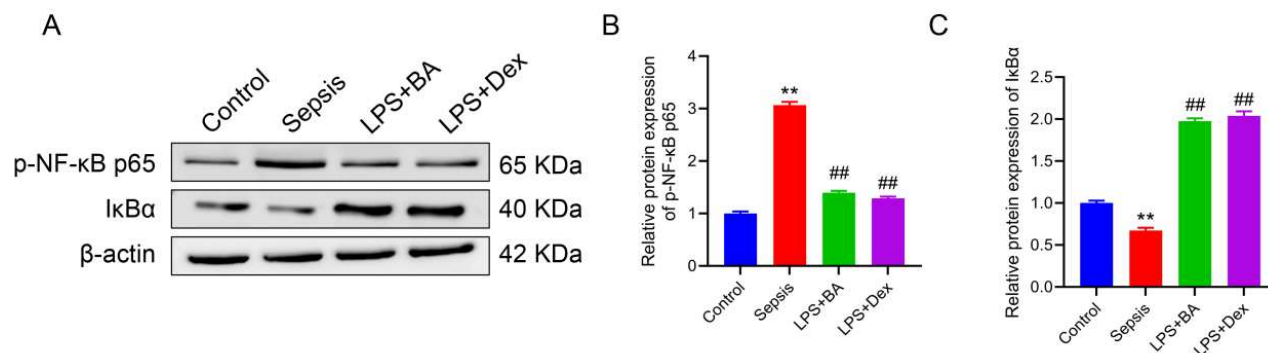 A
Control
Sepsis
LPS+BA
LPS+Dex
p-NF-κB p65
65 KDa
IκBα
40 KDa
β-actin
42 KDa
B
Relative protein expression
of p-NF-κB p65
4
3
2
1
0
**
##
##
Control
Sepsis
LPS+BA
LPS+Dex
C
Relative protein expression of IκBα
2.5
2.0
1.5
1.0
0.5
0.0
**
##
##
Control
Sepsis
LPS+BA
LPS+Dex